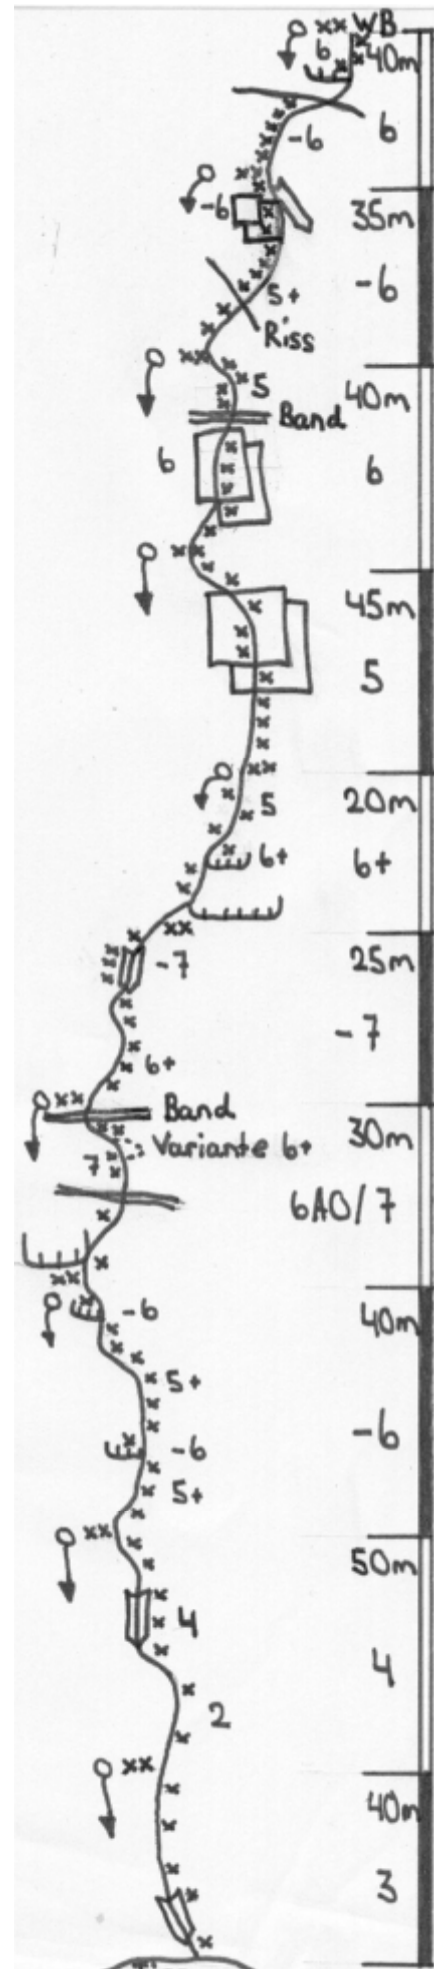 WB
6 40m
6
-6
-6 35m
-6
5+
Riss
5 40m
Band
6 6
45m
5
20m
5
6+ 6+
25m
-7
-7
6+
Band 30m
Variante 6+
7
6A0/7
-6 40m
5+
-6 -6
5+
50m
4
4
2
40m
3